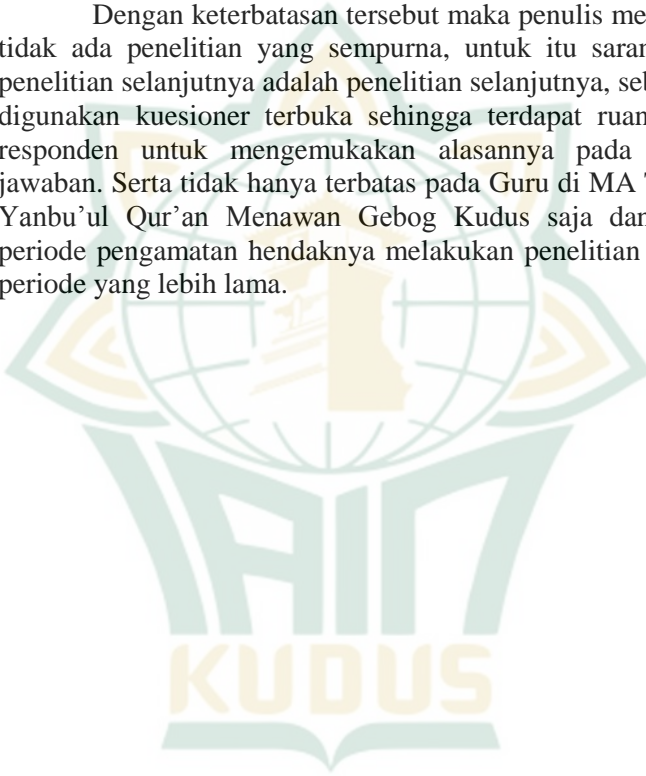 Dengan keterbatasan tersebut maka penulis me
tidak ada penelitian yang sempurna, untuk itu saran
penelitian selanjutnya adalah penelitian selanjutnya, seb
digunakan kuesioner terbuka sehingga terdapat ruan
responden untuk mengemukakan alasannya pada
jawaban. Serta tidak hanya terbatas pada Guru di MA T
Yanbu’ul Qur’an Menawan Gebog Kudus saja dan
periode pengamatan hendaknya melakukan penelitian
periode yang lebih lama.
IAIN
KUDUS